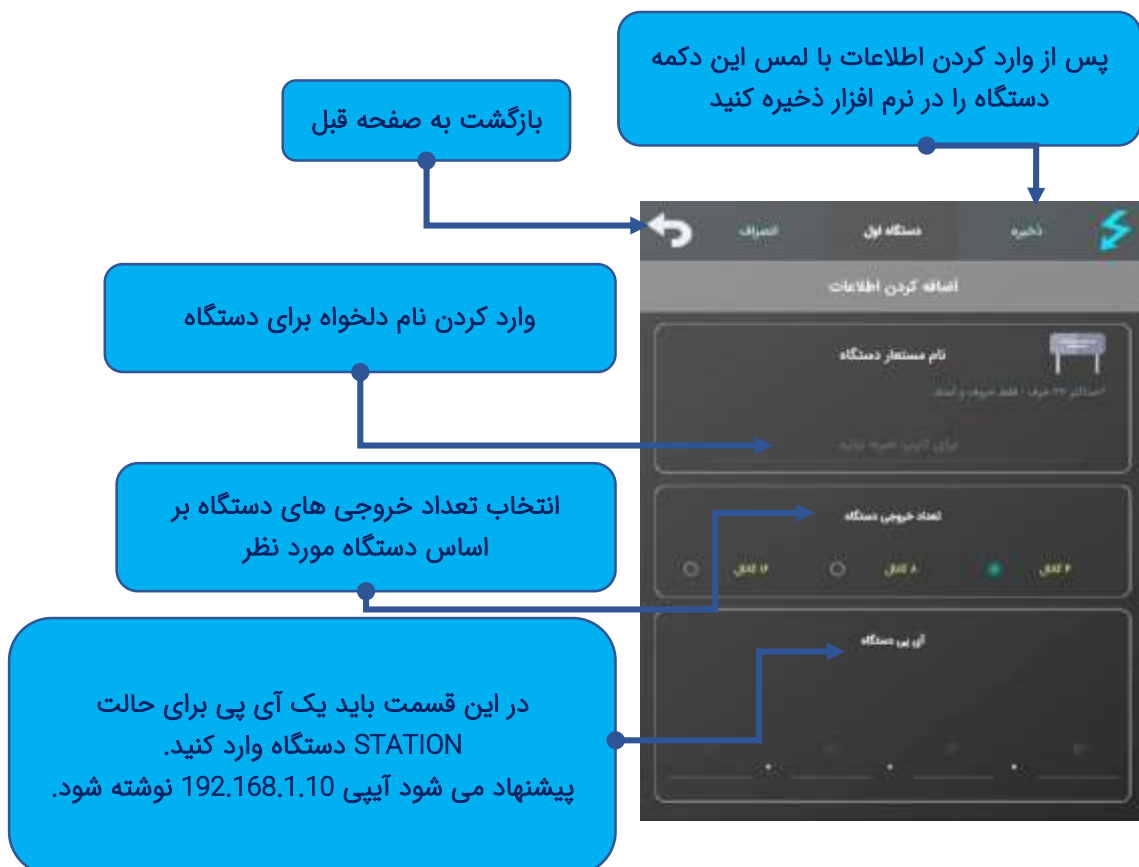 پس از وارد کردن اطلاعات با لمس این دکمه
دستگاه را در نرم افزار ذخیره کنید
بازگشت به صفحه قبل
ذخیره
دستگاه اول
انصراف
اضافه کردن اطلاعات
وارد کردن نام دلخواه برای دستگاه
نام مستعار دستگاه
انتخاب تعداد خروجی های دستگاه بر
اساس دستگاه مورد نظر
تعداد خروجی دستگاه
۴ کانال
۸ کانال
۱۶ کانال
آی پی دستگاه
در این قسمت باید یک آی پی برای حالت
STATION دستگاه وارد کنید.
پیشنهاد می شود آیپی 192.168.1.10 نوشته شود.